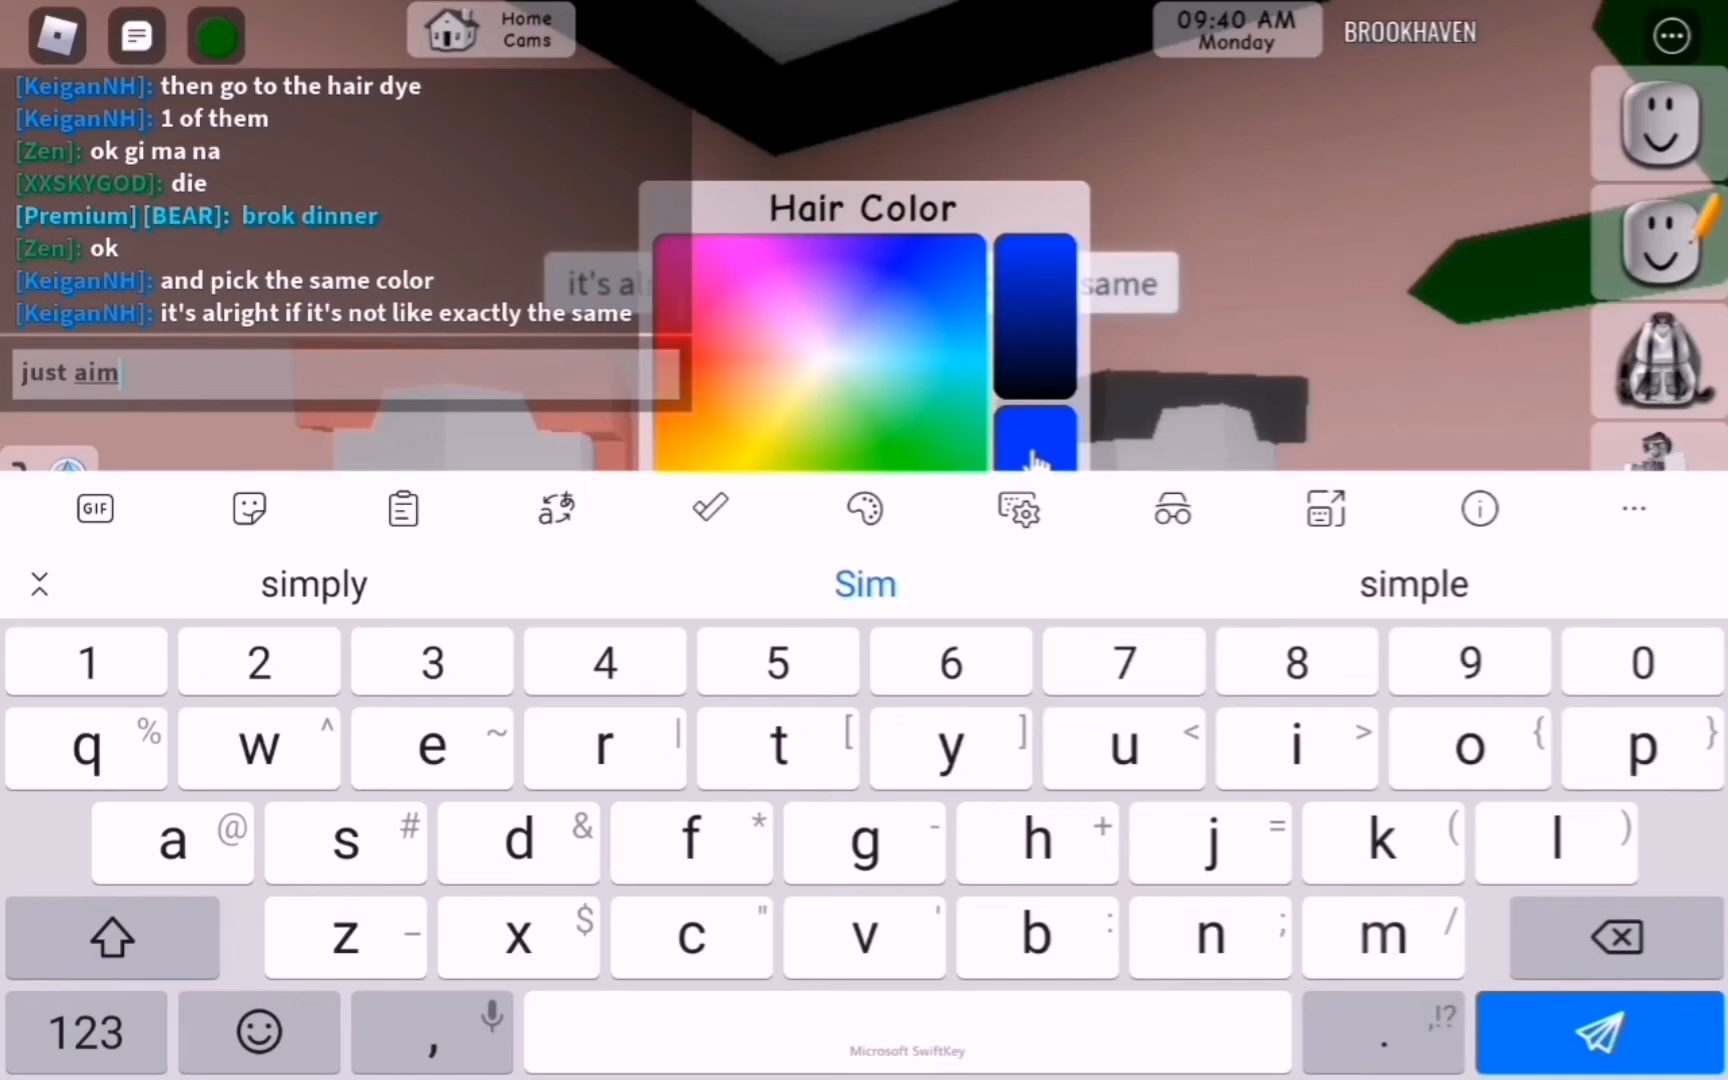 Home
Cams
09:40 AM
Monday
BROOKHAVEN
[KeiganNH]: then go to the hair dye
[KeiganNH]: 1 of them
[Zen]: ok gi ma na
[XXSKYGOD]: die
[Premium] [BEAR]: brok dinner
[Zen]: ok
[KeiganNH]: and pick the same color
[KeiganNH]: it's alright if it's not like exactly the same
just aim
Hair Color
it's al
same
GIF
simply Sim simple
1 2 3 4 5 6 7 8 9 0
q % w ^ e ~ r | t [ y ] u < i > o { p }
a @ s # d & f * g - h + j = k ( l )
z _ x $ c " v ' b : n ; m /
123 , Microsoft SwiftKey . ,!?